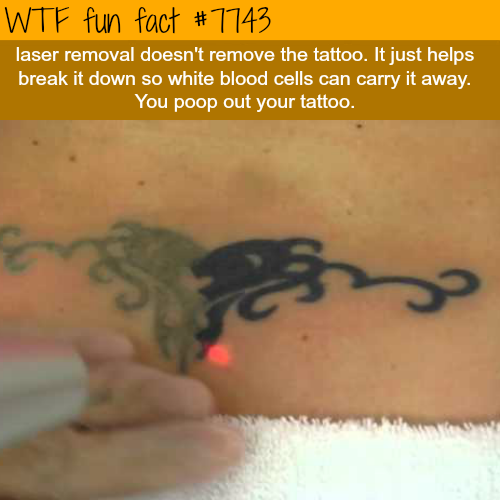 WTF fun fact #7743
laser removal doesn't remove the tattoo. It just helps
break it down so white blood cells can carry it away.
You poop out your tattoo.